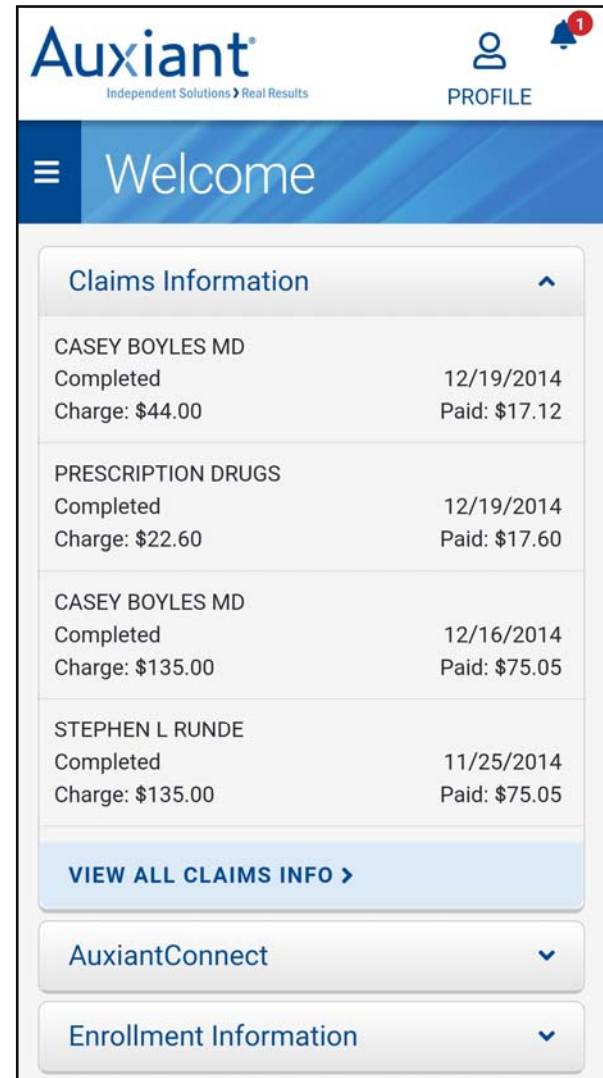 Auxiant®
Independent Solutions ❯ Real Results
1
PROFILE
Welcome
Claims Information
CASEY BOYLES MD
Completed 12/19/2014
Charge: $44.00 Paid: $17.12
PRESCRIPTION DRUGS
Completed 12/19/2014
Charge: $22.60 Paid: $17.60
CASEY BOYLES MD
Completed 12/16/2014
Charge: $135.00 Paid: $75.05
STEPHEN L RUNDE
Completed 11/25/2014
Charge: $135.00 Paid: $75.05
VIEW ALL CLAIMS INFO ❯
AuxiantConnect
Enrollment Information